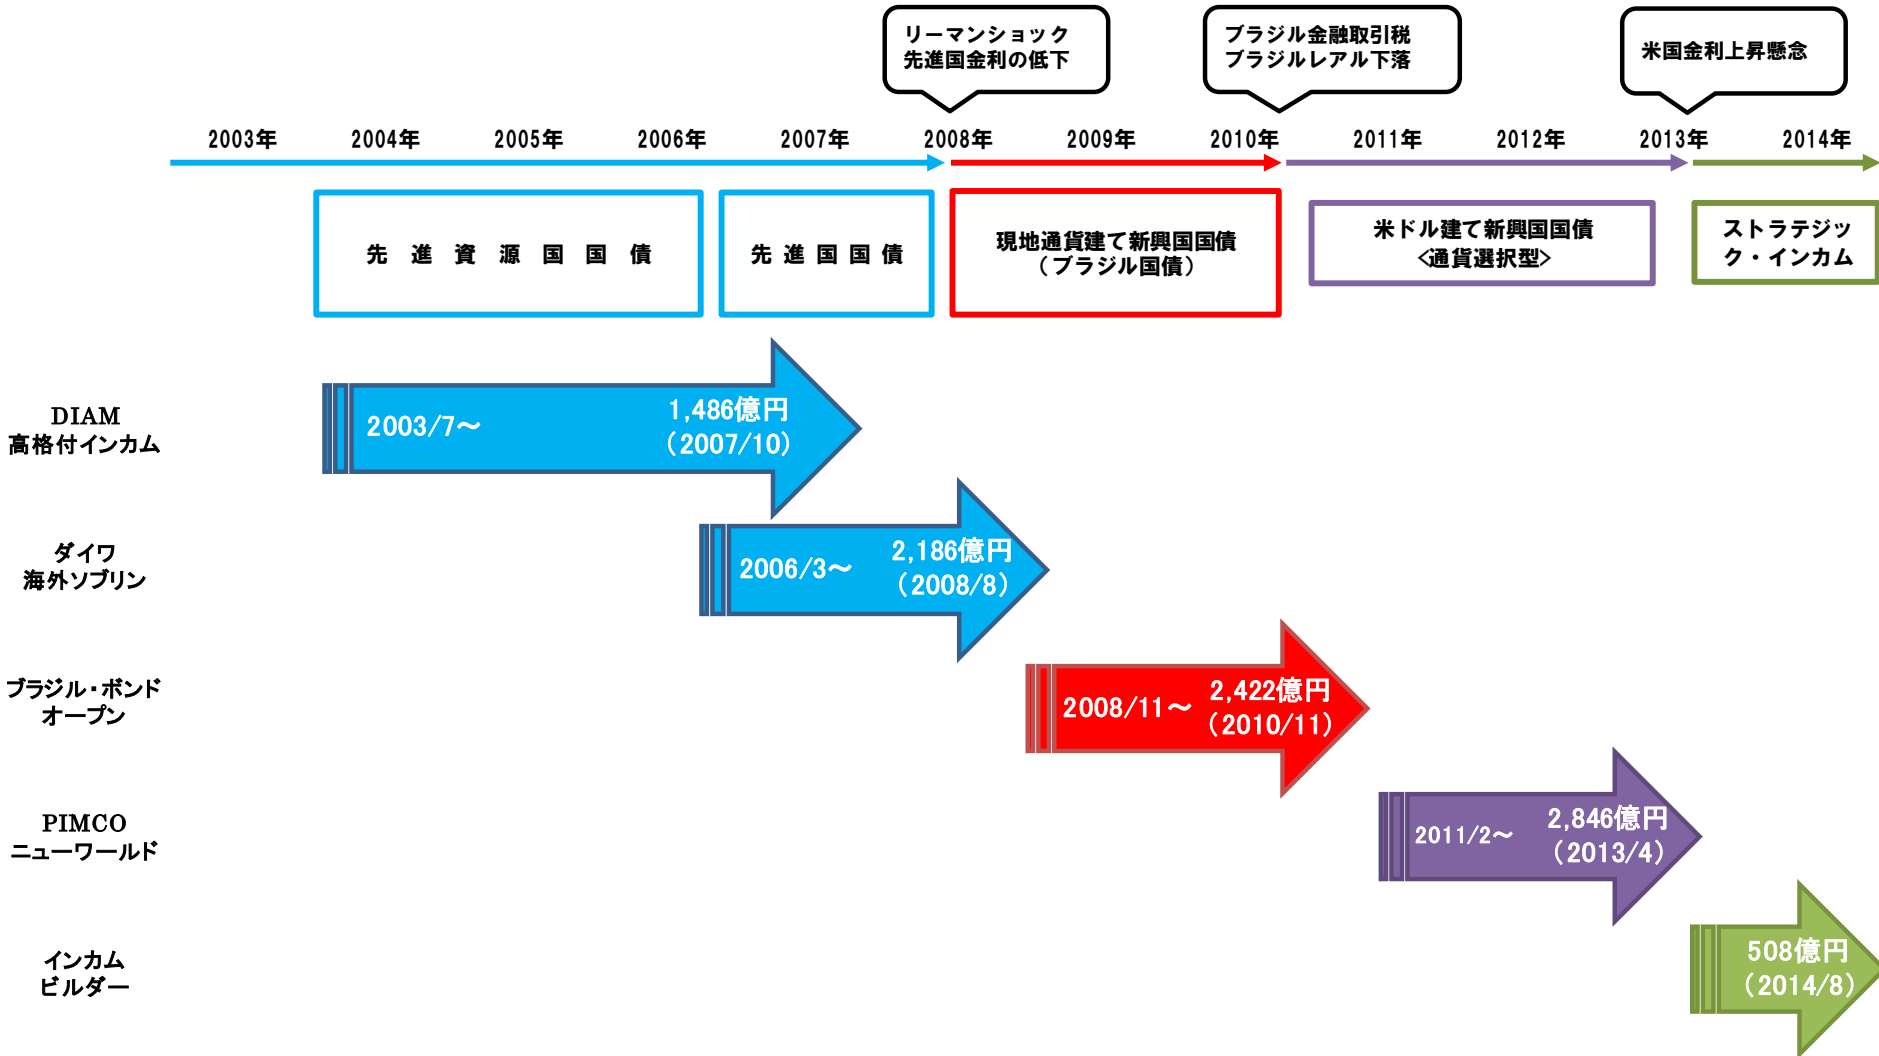 リーマンショック
先進国金利の低下
ブラジル金融取引税
ブラジルレアル下落
米国金利上昇懸念
2003年 2004年 2005年 2006年 2007年 2008年 2009年 2010年 2011年 2012年 2013年 2014年
先進資源国国債
先進国国債
現地通貨建て新興国国債
（ブラジル国債）
米ドル建て新興国国債
<通貨選択型>
ストラテジッ
ク・インカム
DIAM
高格付インカム
2003/7～
1,486億円
（2007/10）
ダイワ
海外ソブリン
2006/3～
2,186億円
（2008/8）
ブラジル・ボンド
オープン
2008/11～
2,422億円
（2010/11）
PIMCO
ニューワールド
2011/2～
2,846億円
（2013/4）
インカム
ビルダー
508億円
（2014/8）